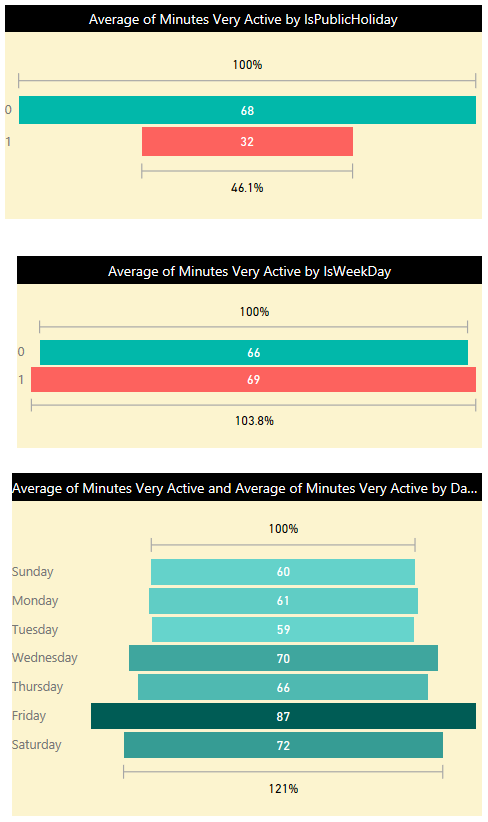 Average of Minutes Very Active by IsPublicHoliday
100%
0 68
1 32
46.1%
Average of Minutes Very Active by IsWeekDay
100%
0 66
1 69
103.8%
Average of Minutes Very Active and Average of Minutes Very Active by Da...
100%
Sunday 60
Monday 61
Tuesday 59
Wednesday 70
Thursday 66
Friday 87
Saturday 72
121%